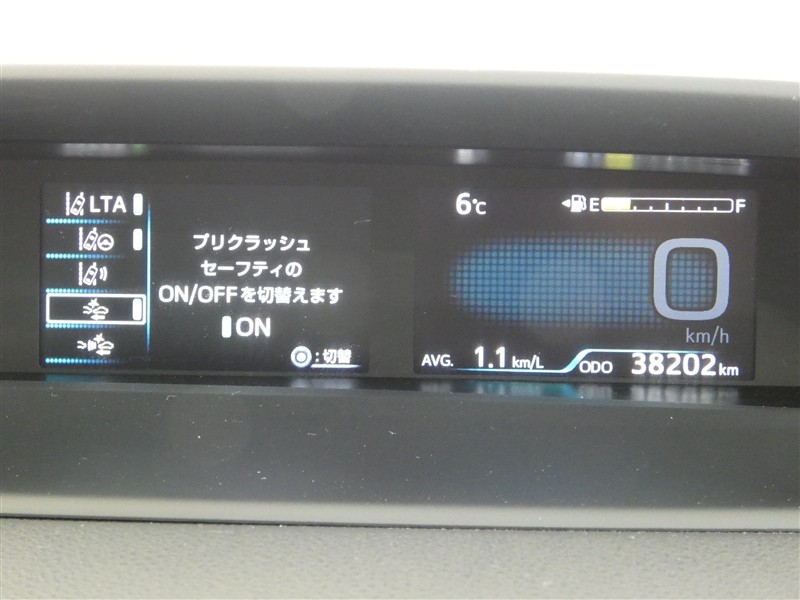 LTA
プリクラッシュ
セーフティの
ON/OFFを切替えます
ON
:切替
6℃
E F
0
km/h
AVG. 1.1 km/L
ODO 38202 km